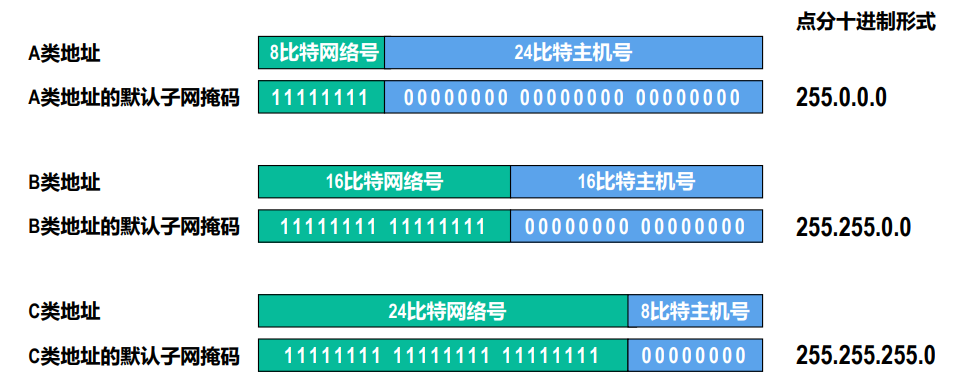 点分十进制形式
A类地址 8比特网络号 24比特主机号
A类地址的默认子网掩码 11111111 00000000 00000000 00000000 255.0.0.0
B类地址 16比特网络号 16比特主机号
B类地址的默认子网掩码 11111111 11111111 00000000 00000000 255.255.0.0
C类地址 24比特网络号 8比特主机号
C类地址的默认子网掩码 11111111 11111111 11111111 00000000 255.255.255.0